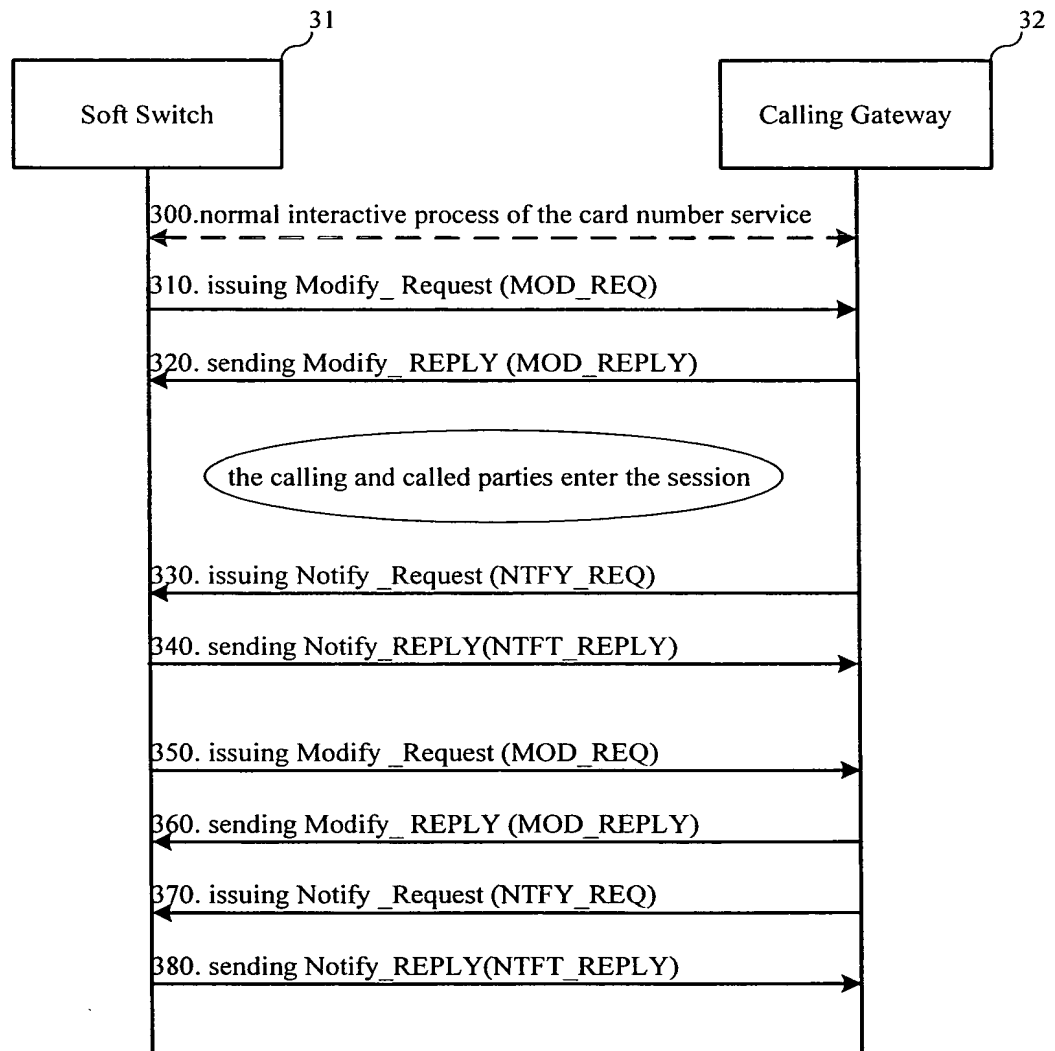 31
32
Soft Switch
Calling Gateway
300.normal interactive process of the card number service
310. issuing Modify_ Request (MOD_REQ)
320. sending Modify_ REPLY (MOD_REPLY)
the calling and called parties enter the session
330. issuing Notify _Request (NTFY_REQ)
340. sending Notify_REPLY(NTFT_REPLY)
350. issuing Modify _Request (MOD_REQ)
360. sending Modify_ REPLY (MOD_REPLY)
370. issuing Notify _Request (NTFY_REQ)
380. sending Notify_REPLY(NTFT_REPLY)